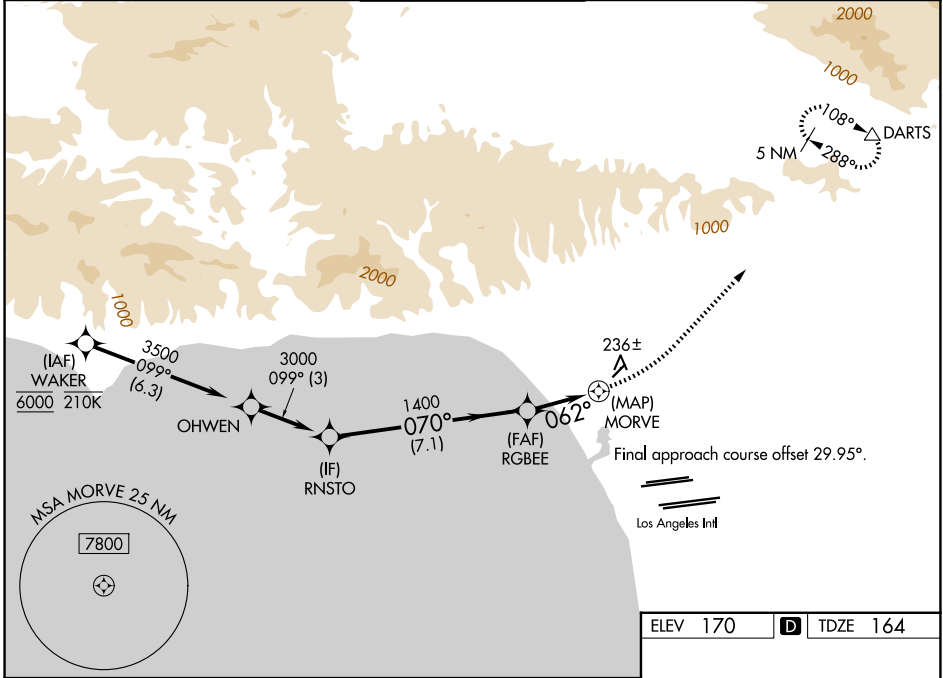 2000
1000
108°
DARTS
5 NM
288°
1000
2000
1000
3500
099°
(6.3)
(IAF)
WAKER
6000 210K
3000
099° (3)
OHWEN
(IF)
RNSTO
1400
070°
(7.1)
(FAF)
RGBEE
062°
236±
(MAP)
MORVE
Final approach course offset 29.95°.
Los Angeles Intl
MSA MORVE 25 NM
7800
ELEV 170 D TDZE 164